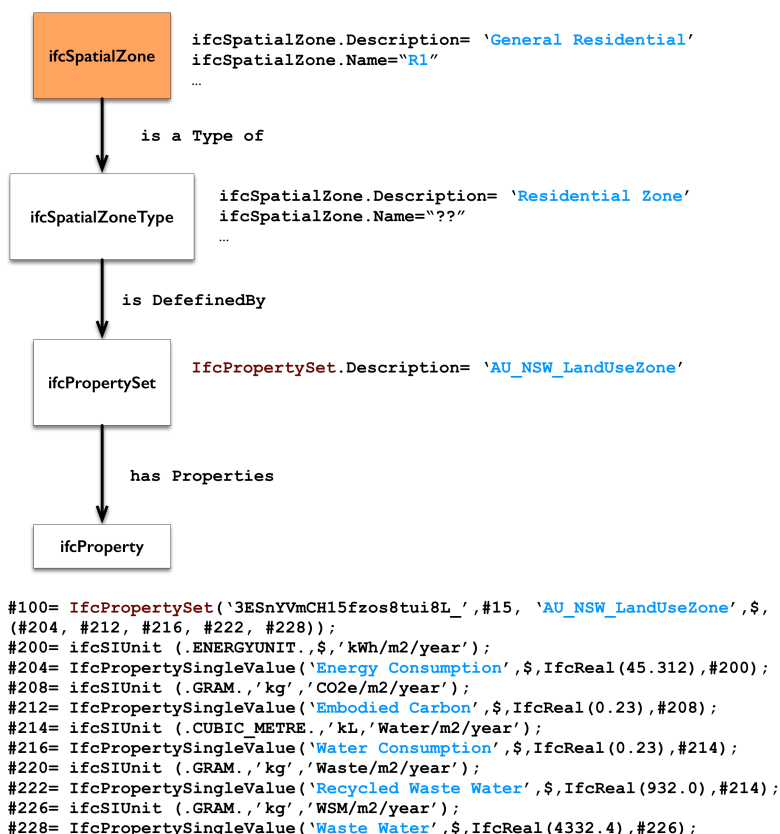 ifcSpatialZone
ifcSpatialZone.Description= ‘General Residential’
ifcSpatialZone.Name=“R1”
…
is a Type of
ifcSpatialZoneType
ifcSpatialZone.Description= ‘Residential Zone’
ifcSpatialZone.Name=“??”
…
is DefefinedBy
ifcPropertySet
IfcPropertySet.Description= ‘AU_NSW_LandUseZone’
has Properties
ifcProperty
#100= IfcPropertySet(‘3ESnYVmCH15fzos8tui8L_’,#15, ‘AU_NSW_LandUseZone’,$,
(#204, #212, #216, #222, #228));
#200= ifcSIUnit (.ENERGYUNIT.,$,’kWh/m2/year’);
#204= IfcPropertySingleValue(‘Energy Consumption’,$,IfcReal(45.312),#200);
#208= ifcSIUnit (.GRAM.,’kg’,’CO2e/m2/year’);
#212= IfcPropertySingleValue(‘Embodied Carbon’,$,IfcReal(0.23),#208);
#214= ifcSIUnit (.CUBIC_METRE.,’kL,’Water/m2/year’);
#216= IfcPropertySingleValue(‘Water Consumption’,$,IfcReal(0.23),#214);
#220= ifcSIUnit (.GRAM.,’kg’,’Waste/m2/year’);
#222= IfcPropertySingleValue(‘Recycled Waste Water’,$,IfcReal(932.0),#214);
#226= ifcSIUnit (.GRAM.,’kg’,’WSM/m2/year’);
#228= IfcPropertySingleValue(‘Waste Water’,$,IfcReal(4332.4),#226);